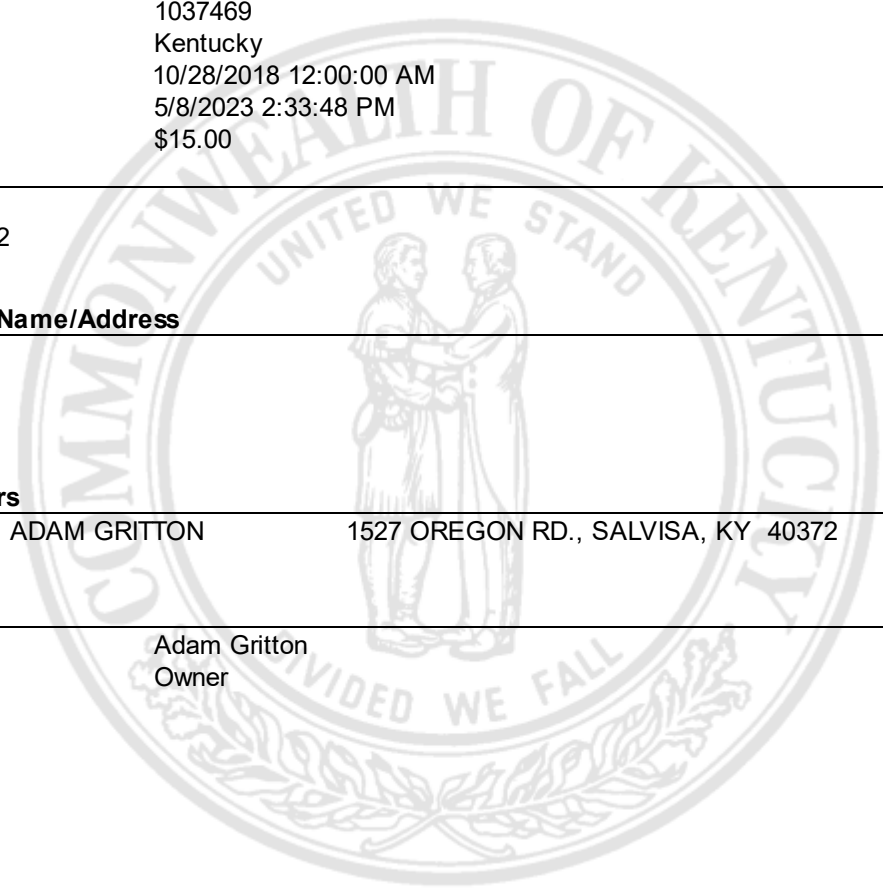 1037469
Kentucky
10/28/2018 12:00:00 AM
5/8/2023 2:33:48 PM
$15.00
COMMONWEALTH OF KENTUCKY
UNITED WE STAND
2
Name/Address
rs
ADAM GRITTON 1527 OREGON RD., SALVISA, KY 40372
Adam Gritton
Owner
DIVIDED WE FALL